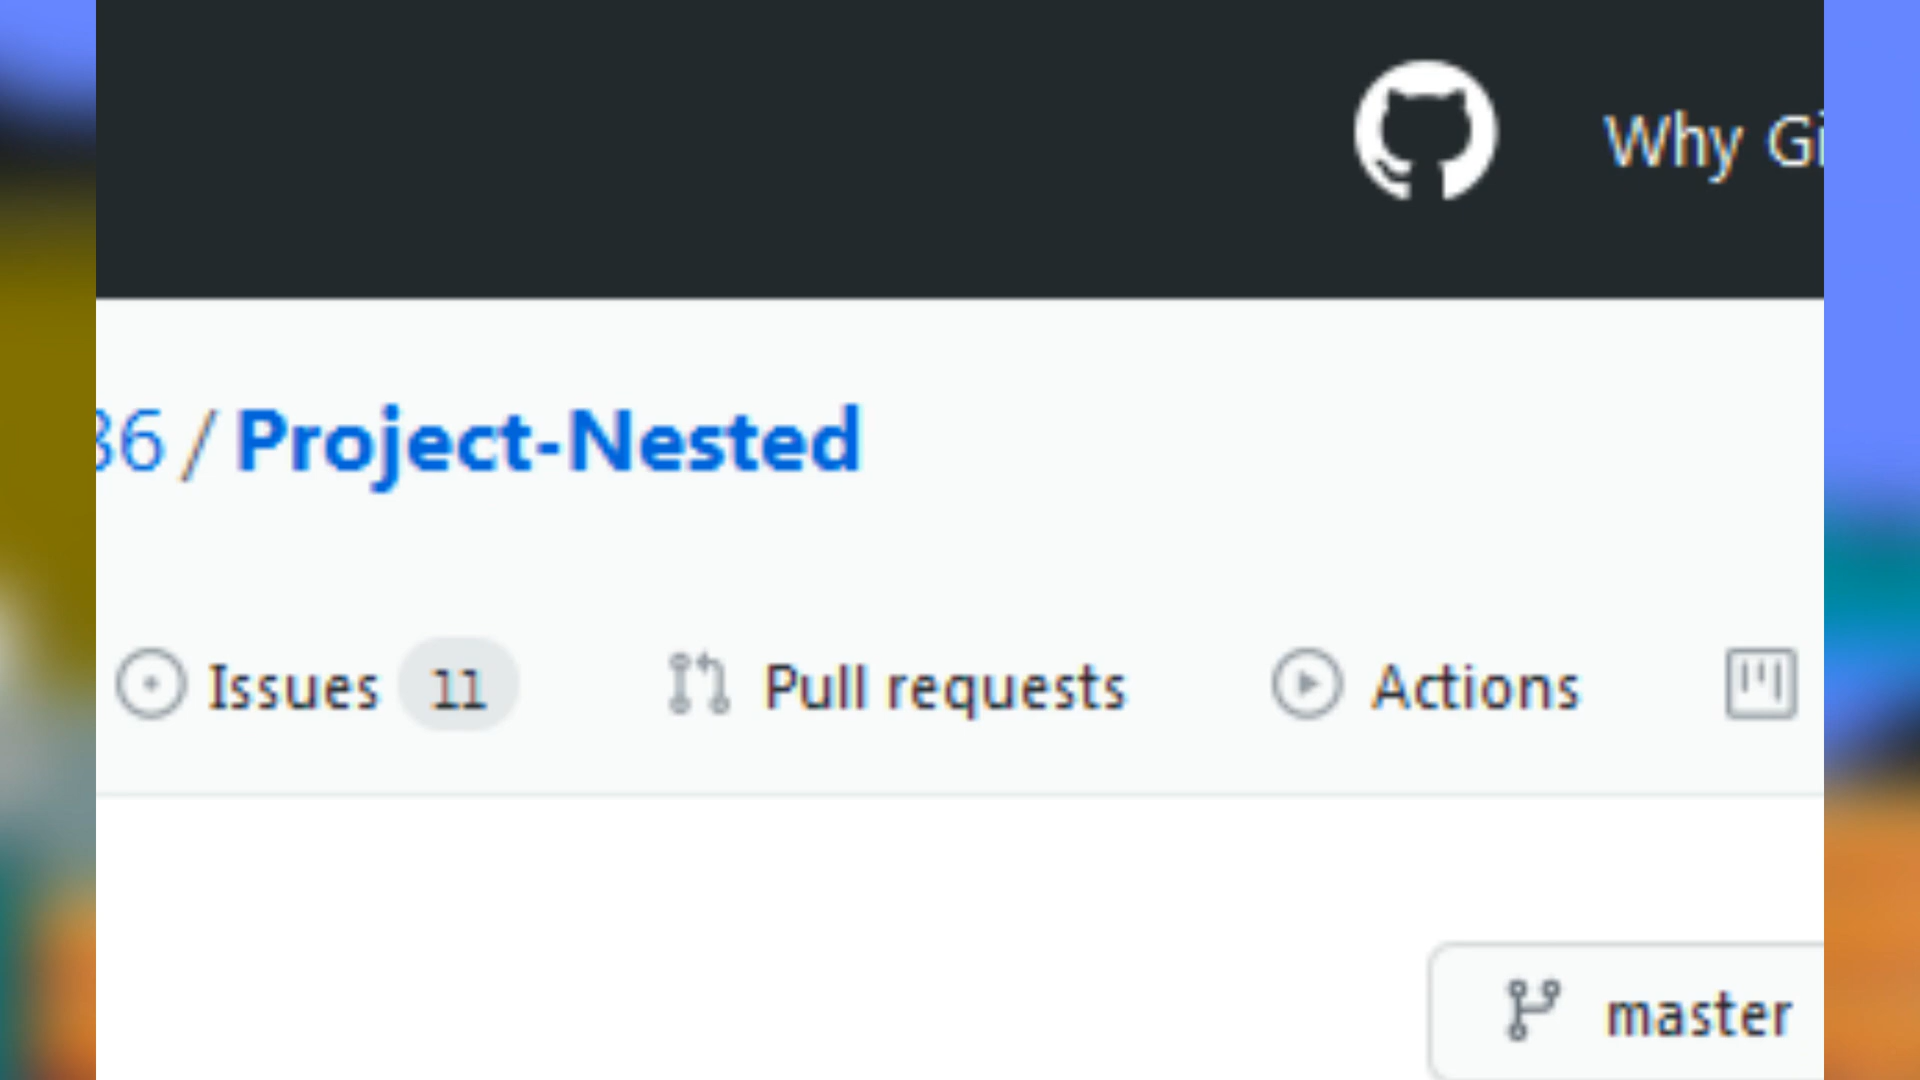 Why Gi
36 / Project-Nested
Issues 11 Pull requests Actions
master